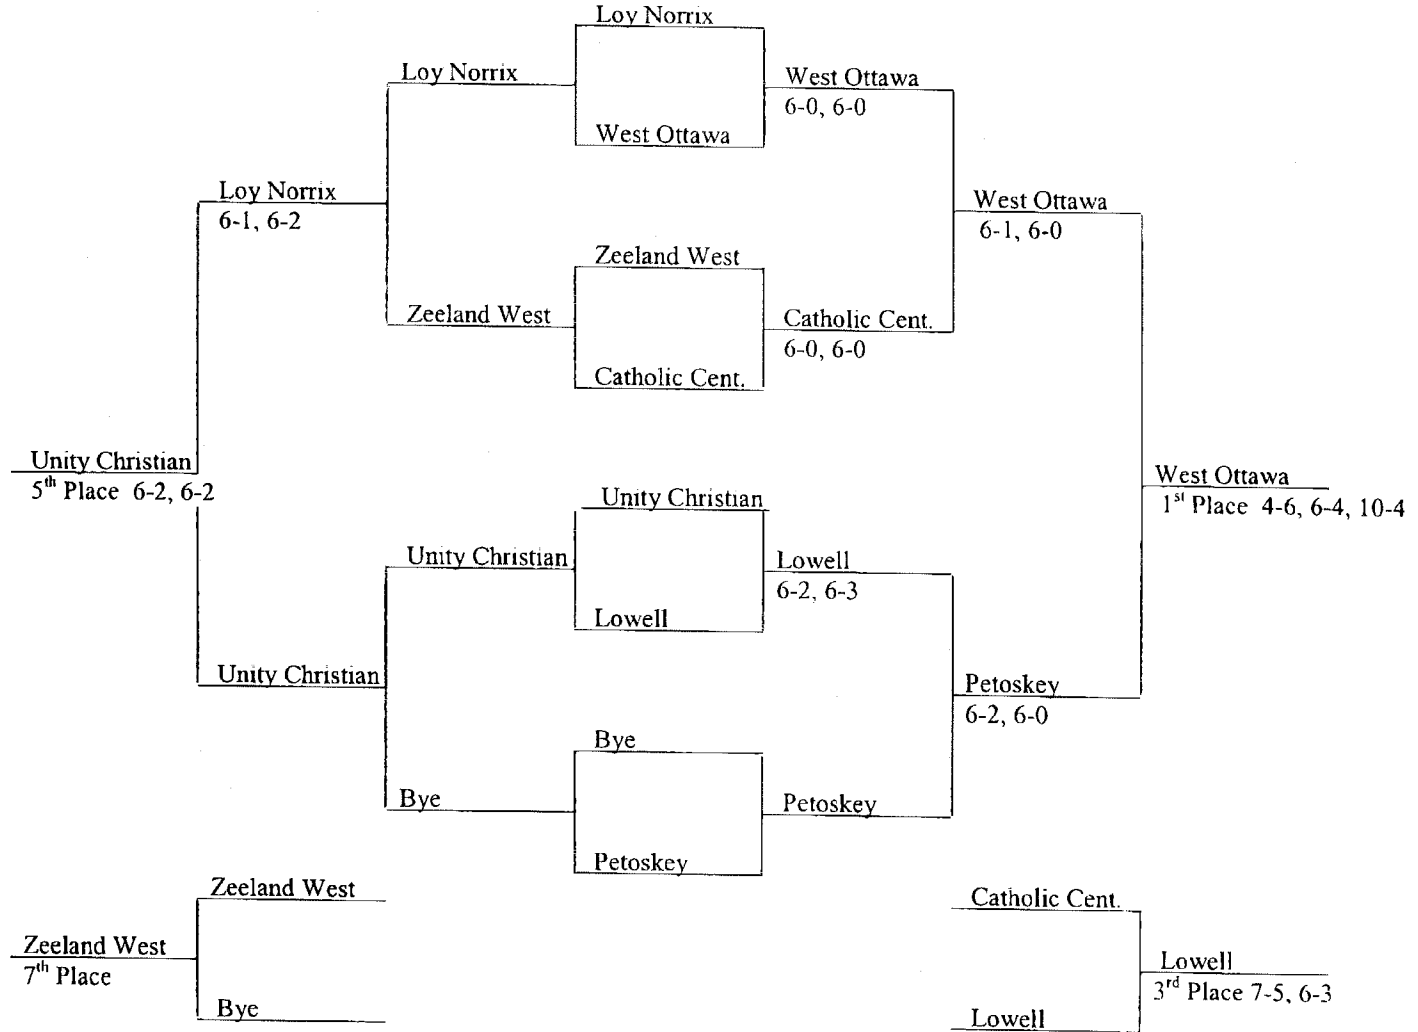 Loy Norrix
Loy Norrix
West Ottawa
6-0, 6-0
West Ottawa
Loy Norrix
6-1, 6-2
West Ottawa
6-1, 6-0
Zeeland West
Zeeland West
Catholic Cent.
6-0, 6-0
Catholic Cent.
Unity Christian
5th Place 6-2, 6-2
West Ottawa
1st Place 4-6, 6-4, 10-4
Unity Christian
Unity Christian
Lowell
6-2, 6-3
Lowell
Unity Christian
Petoskey
6-2, 6-0
Bye
Bye
Petoskey
Petoskey
Zeeland West
Catholic Cent.
Zeeland West
7th Place
Lowell
3rd Place 7-5, 6-3
Bye
Lowell